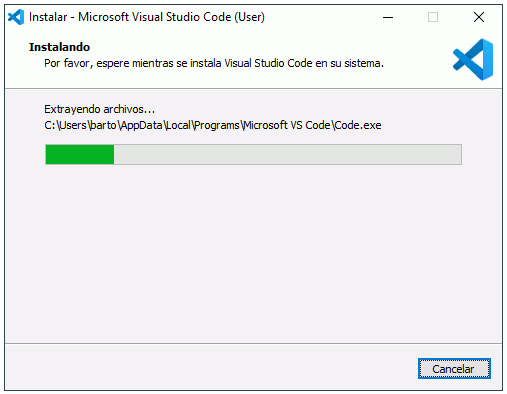 Instalar - Microsoft Visual Studio Code (User)
Instalando
Por favor, espere mientras se instala Visual Studio Code en su sistema.
Extrayendo archivos...
C:\Users\barto\AppData\Local\Programs\Microsoft VS Code\Code.exe
Cancelar